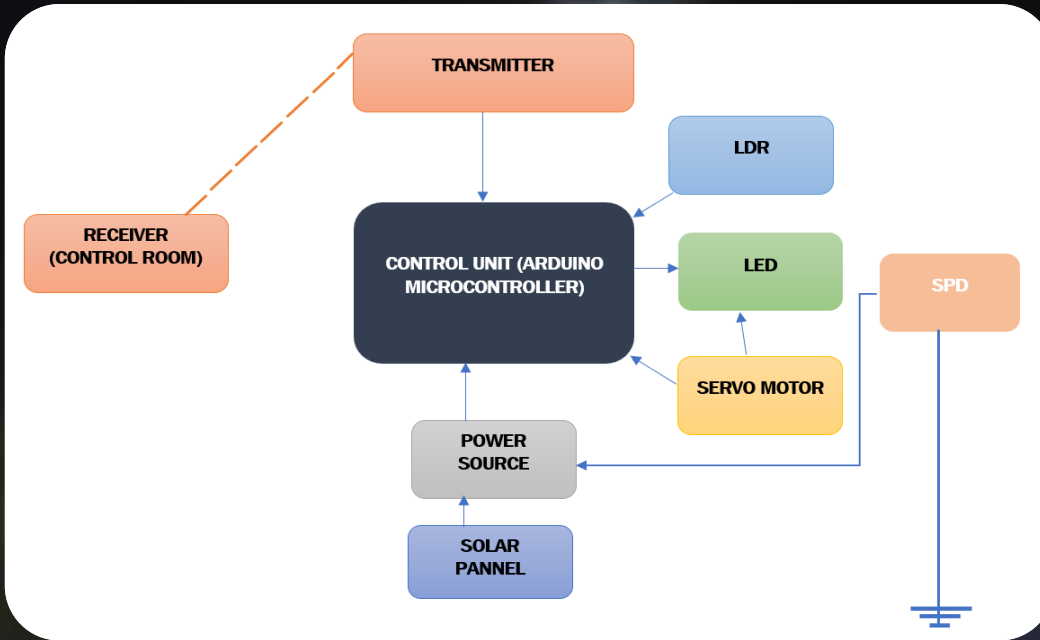 TRANSMITTER
LDR
RECEIVER
(CONTROL ROOM)
CONTROL UNIT (ARDUINO
MICROCONTROLLER)
LED
SPD
SERVO MOTOR
POWER
SOURCE
SOLAR
PANNEL